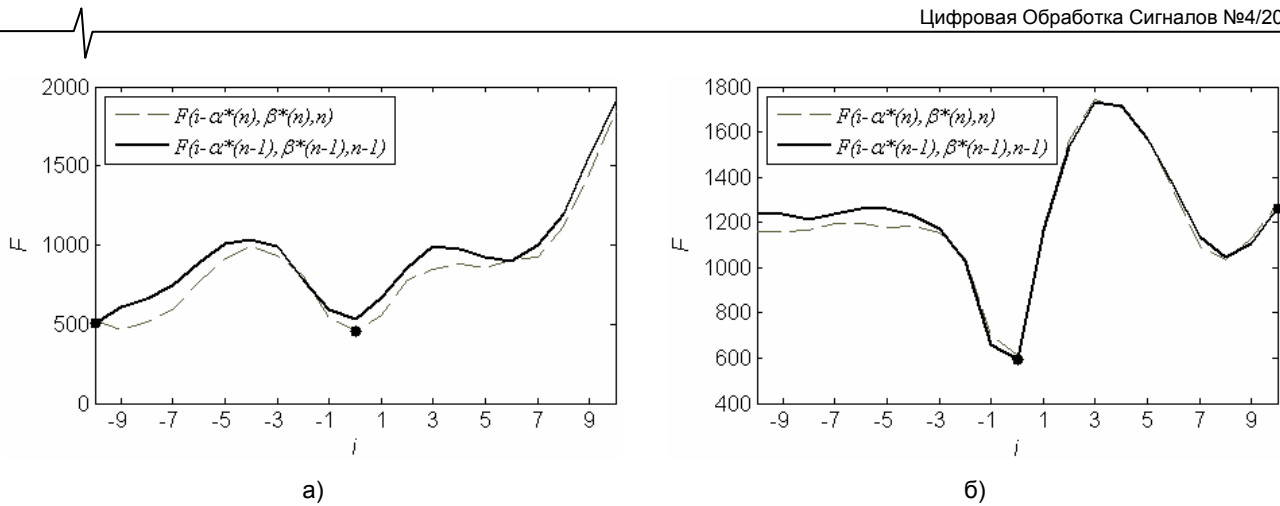 Цифровая Обработка Сигналов №4/20
2000
1500
1000
500
0
F
F(i-α*(n), β*(n),n)
F(i-α*(n-1), β*(n-1),n-1)
-9 -7 -5 -3 -1 1 3 5 7 9
i
а)
1800
1600
1400
1200
1000
800
600
400
F
F(i-α*(n), β*(n),n)
F(i-α*(n-1), β*(n-1),n-1)
-9 -7 -5 -3 -1 1 3 5 7 9
i
б)